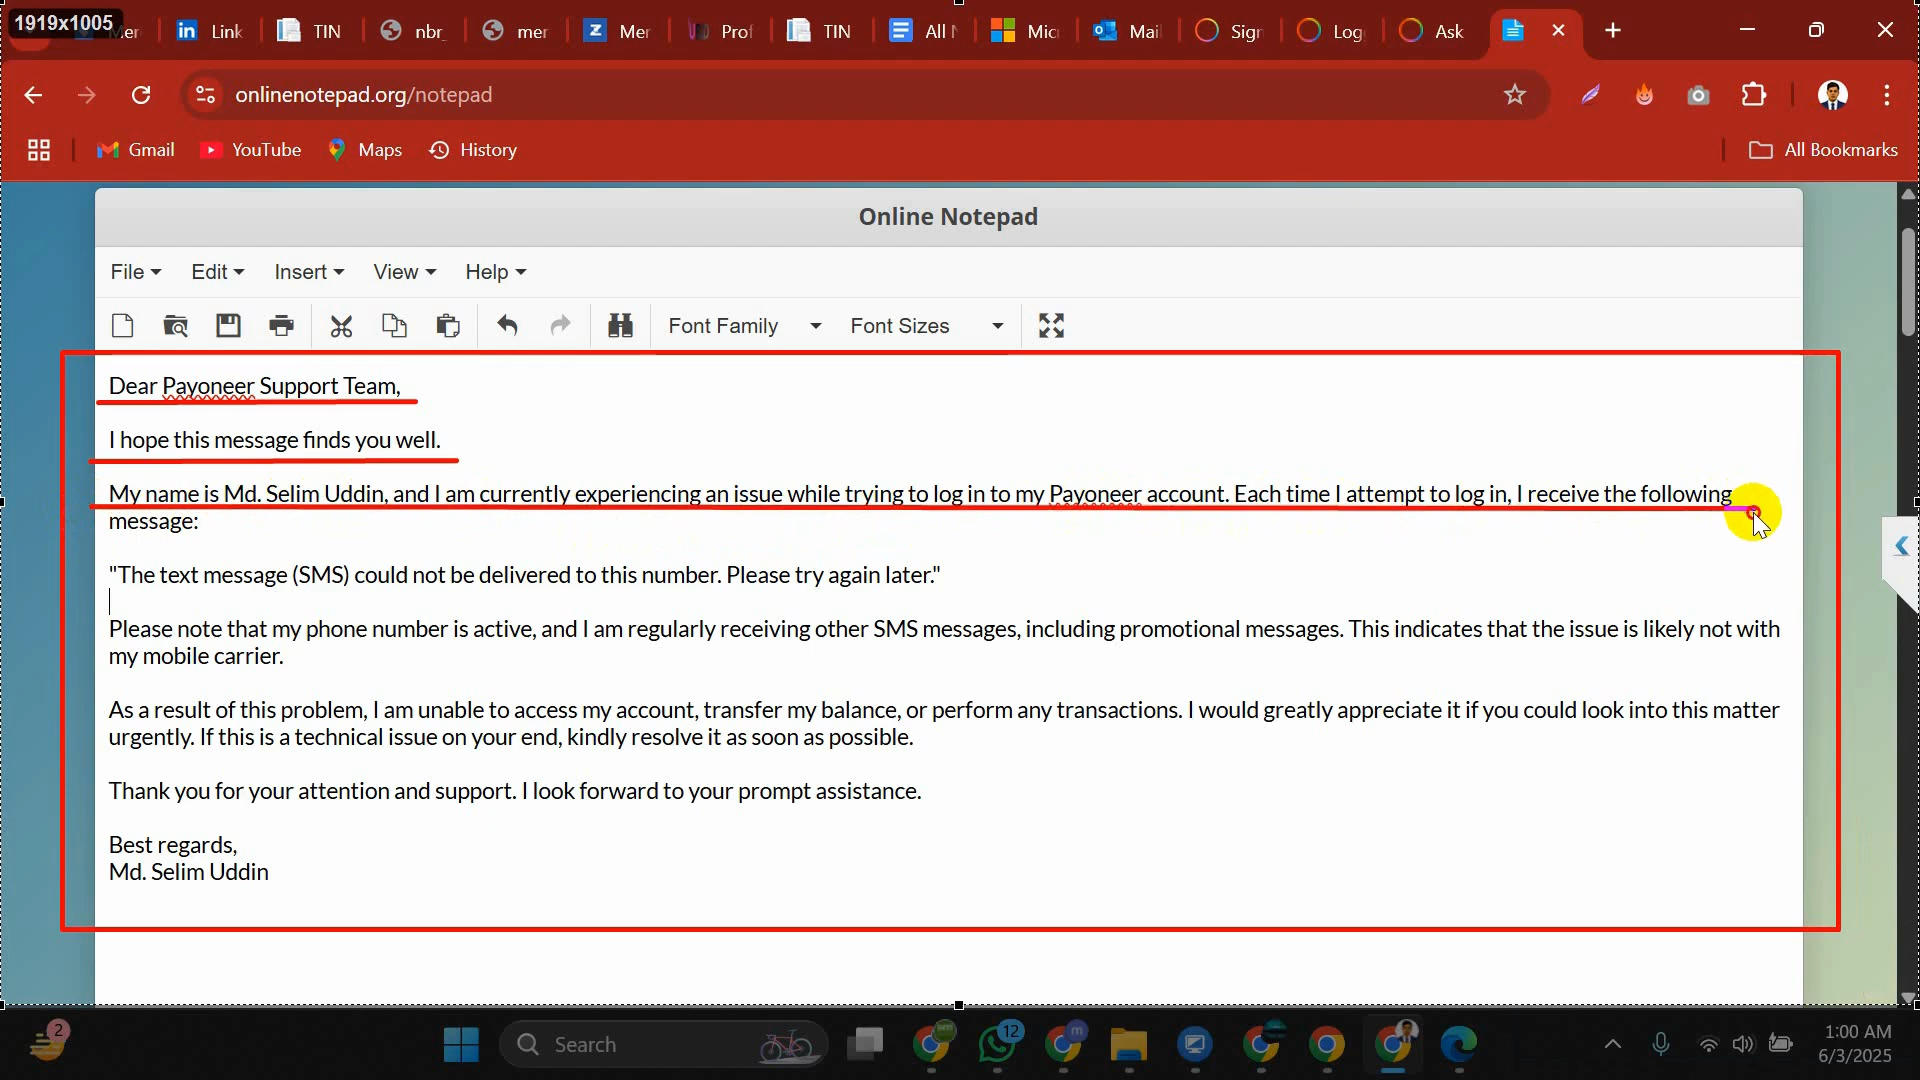 1919x1005
Mer
Link
TIN
nbr_
mer
Mer
Prof
TIN
All
Mic
Mail
Sign
Log
Ask
onlinenotepad.org/notepad
Gmail
YouTube
Maps
History
All Bookmarks
Online Notepad
File
Edit
Insert
View
Help
Font Family
Font Sizes
Dear Payoneer Support Team,
I hope this message finds you well.
My name is Md. Selim Uddin, and I am currently experiencing an issue while trying to log in to my Payoneer account. Each time I attempt to log in, I receive the following
message:
"The text message (SMS) could not be delivered to this number. Please try again later."
Please note that my phone number is active, and I am regularly receiving other SMS messages, including promotional messages. This indicates that the issue is likely not with
my mobile carrier.
As a result of this problem, I am unable to access my account, transfer my balance, or perform any transactions. I would greatly appreciate it if you could look into this matter
urgently. If this is a technical issue on your end, kindly resolve it as soon as possible.
Thank you for your attention and support. I look forward to your prompt assistance.
Best regards,
Md. Selim Uddin
2
Search
12
m
1:00 AM
6/3/2025